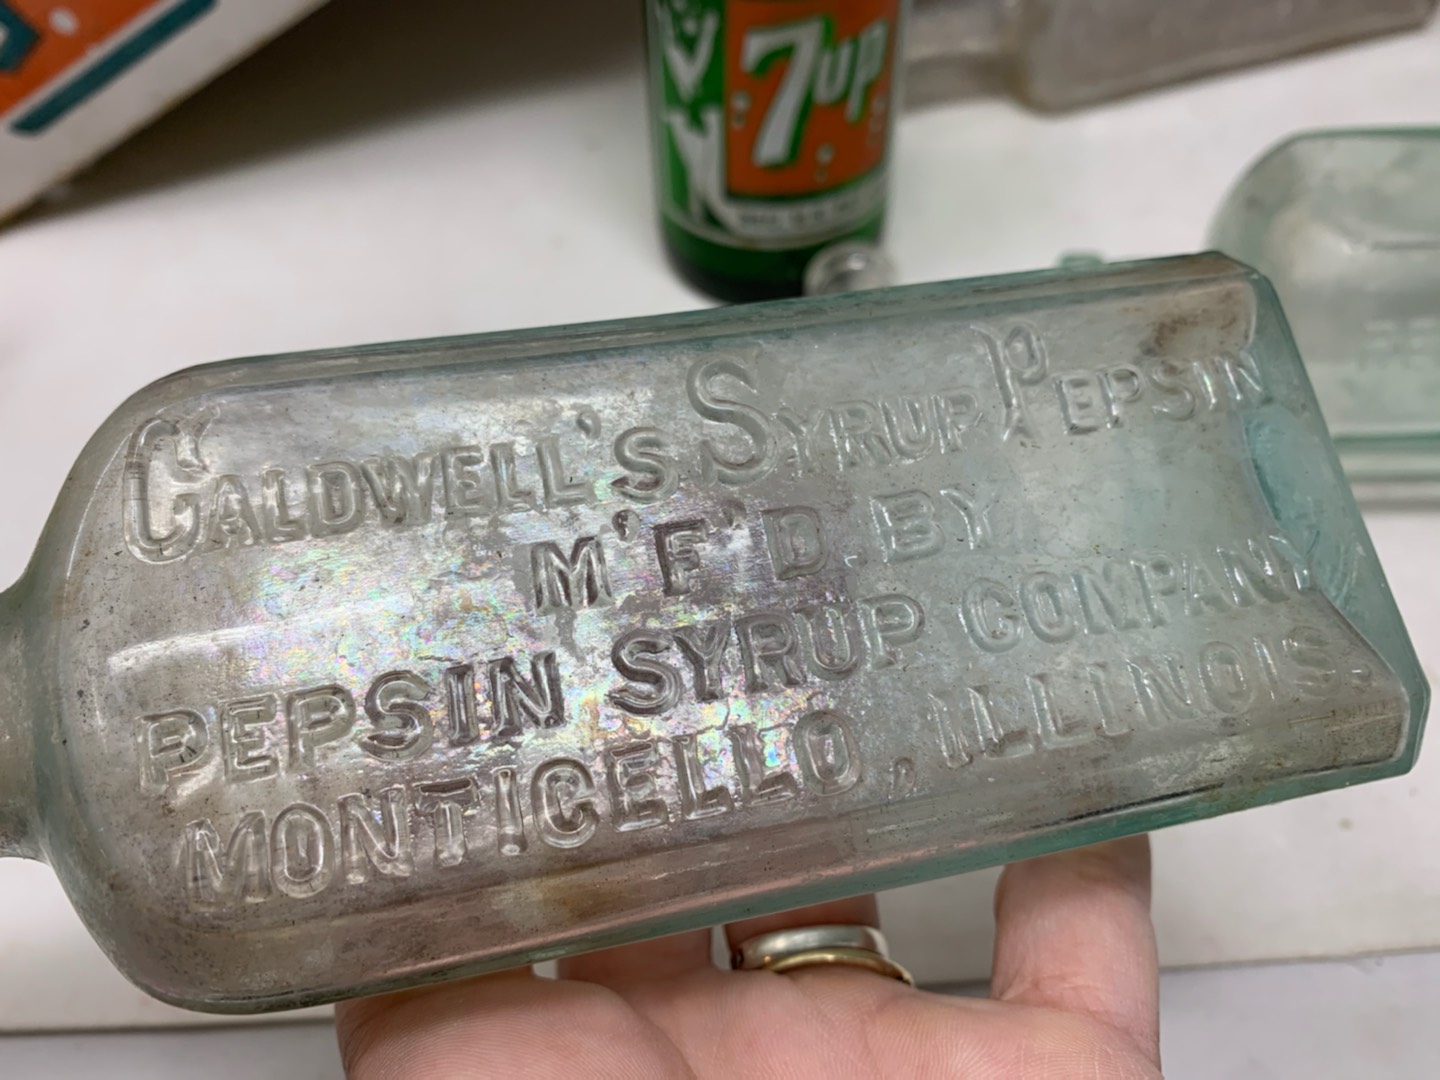 7up
CALDWELL'S SYRUP PEPSIN
M'F'D. BY
PEPSIN SYRUP COMPANY
MONTICELLO, ILLINOIS.